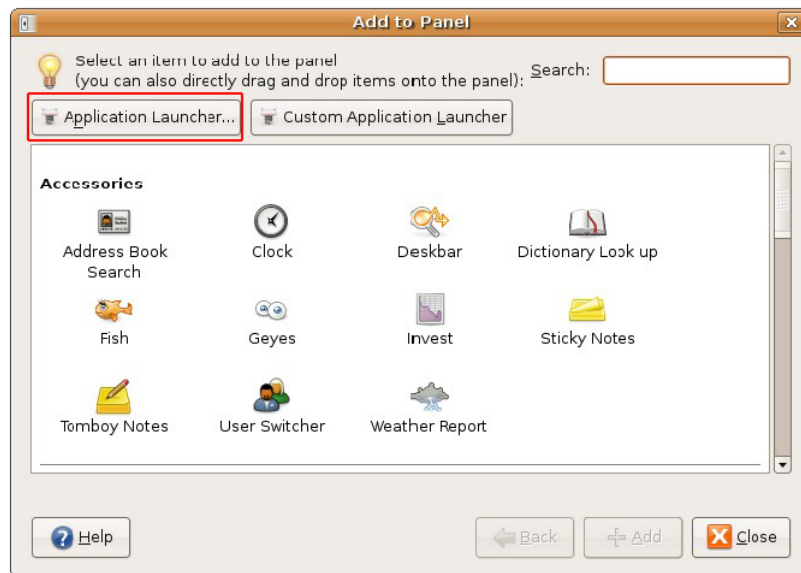 Add to Panel
Select an item to add to the panel
(you can also directly drag and drop items onto the panel):
Search:
Application Launcher...
Custom Application Launcher
Accessories
Address Book
Search
Clock
Deskbar
Dictionary Look up
Fish
Geyes
Invest
Sticky Notes
Tomboy Notes
User Switcher
Weather Report
Help
Back
Add
Close